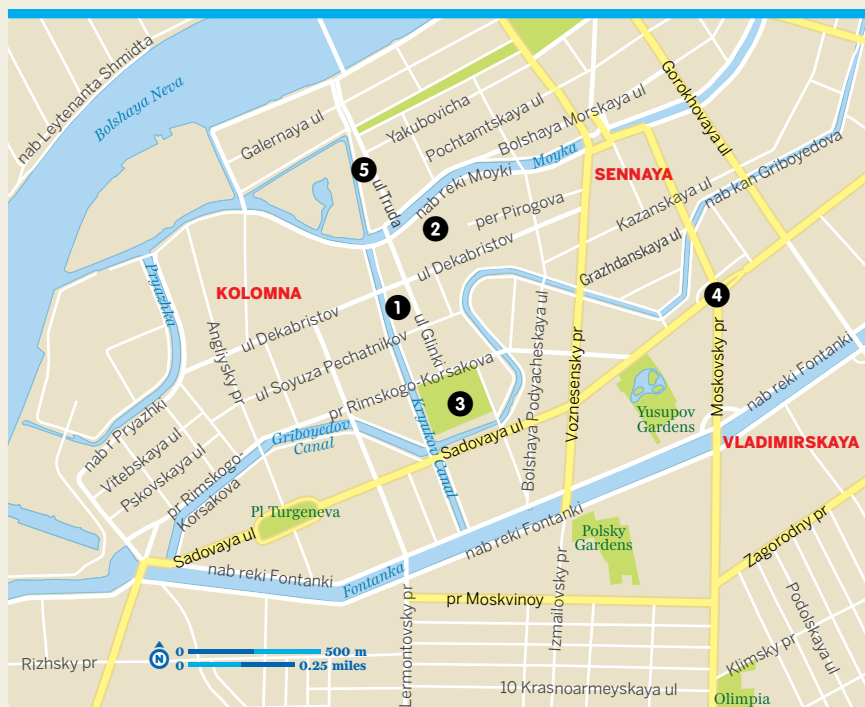 nab Leytenanta Shmidta
Bolshaya Neva
Galernaya ul
Yakubovicha
Pochtamtskaya ul
Bolshaya Morskaya ul
Gorokhovaya ul
5
ul Truda
nab reki Moyki
Moyka
SENNAYA
nab kan Griboyedova
2
per Pirogova
Kazanskaya ul
Grazhdanskaya ul
ul Dekabristov
Pryazhka
KOLOMNA
1
4
ul Dekabristov
Angliysky pr
ul Glinki
ul Soyuza Pechatnikov
pr Rimskogo-Korsakova
Bolshaya Podyacheskaya ul
Voznesensky pr
Moskovsky pr
nab reki Fontanki
3
Yusupov
Gardens
nab r Pryazhki
Griboyedov
Canal
Kryukov Canal
Sadovaya ul
VLADIMIRSKAYA
Vitebskaya ul
Pskovskaya ul
pr Rimskogo-
Korsakova
Pl Turgeneva
Sadovaya ul
nab reki Fontanki
Polsky
Gardens
Zagorodny pr
nab reki Fontanki
Fontanka
Izmailovsky pr
pr Moskvinoy
Podolskaya ul
Lermontovsky pr
N
0 500 m
0 0.25 miles
Rizhsky pr
Klimsky pr
10 Krasnoarmeyskaya ul
Olimpia